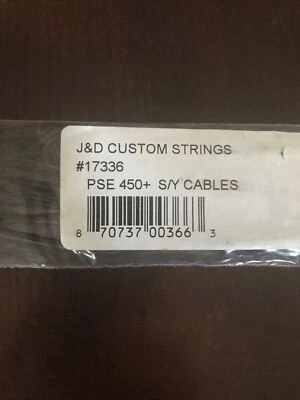 J&D CUSTOM STRINGS
#17336
PSE 450+ S/Y CABLES
8 70737 00366 3